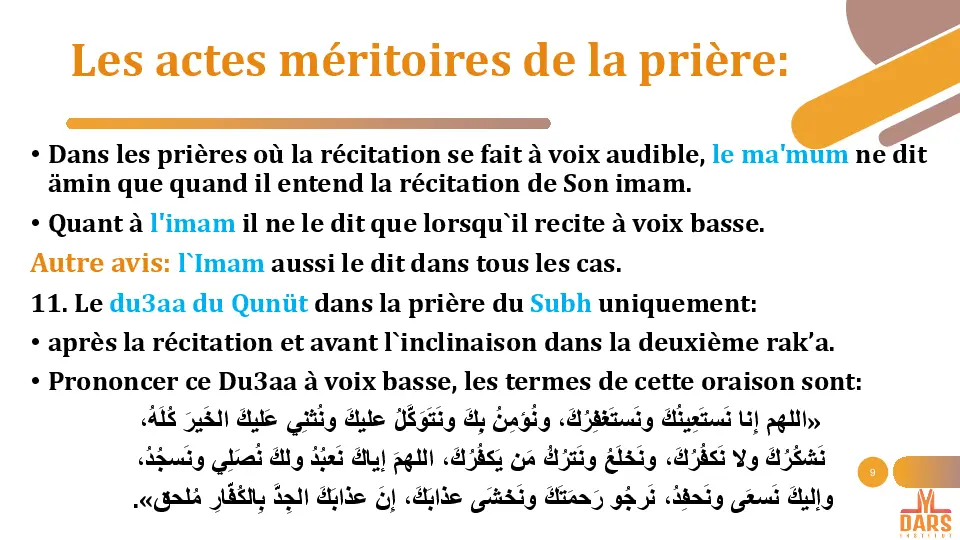 Les actes méritoires de la prière:
• Dans les prières où la récitation se fait à voix audible, le ma'mum ne dit
ämin que quand il entend la récitation de Son imam.
• Quant à l'imam il ne le dit que lorsqu`il recite à voix basse.
Autre avis: l`Imam aussi le dit dans tous les cas.
11. Le du3aa du Qunüt dans la prière du Subh uniquement:
• après la récitation et avant l`inclinaison dans la deuxième rak’a.
• Prononcer ce Du3aa à voix basse, les termes de cette oraison sont:
«اللهم إنا نَستَعِينُكَ ونَستَغفِرُكَ، ونُؤمِنُ بِكَ ونَتَوَكَّلُ عليكَ ونُثنِي عَليكَ الخَيرَ كُلَهُ،
نَشكُرُكَ ولا نَكفُرُكَ، ونَخلَعُ ونَترُكُ مَن يَكفُرُكَ، اللهمَ إياكَ نَعبُدُ ولكَ نُصَلِي ونَسجُدُ،
وإليكَ نَسعَى ونَحفِدُ، نَرجُو رَحمَتَكَ ونَخشَى عذابَكَ، إنَ عذابَكَ الجِدَّ بِالكُفّارِ مُلحق».
9
DARS
INSTITUT